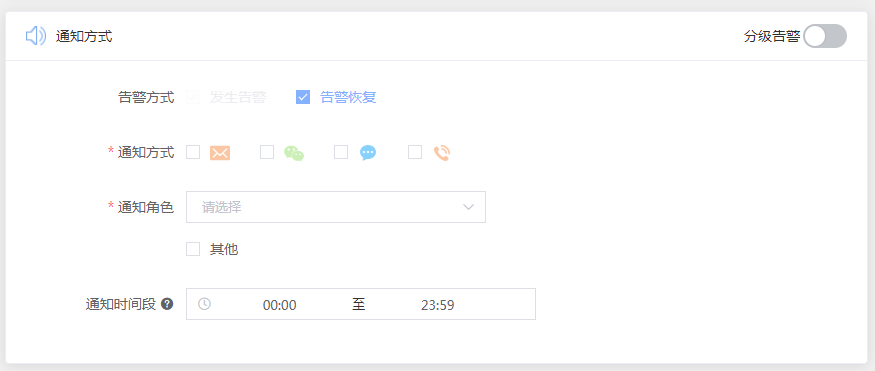 通知方式 分级告警
告警方式 发生告警 告警恢复
* 通知方式
* 通知角色 请选择
其他
通知时间段 ? 00:00 至 23:59